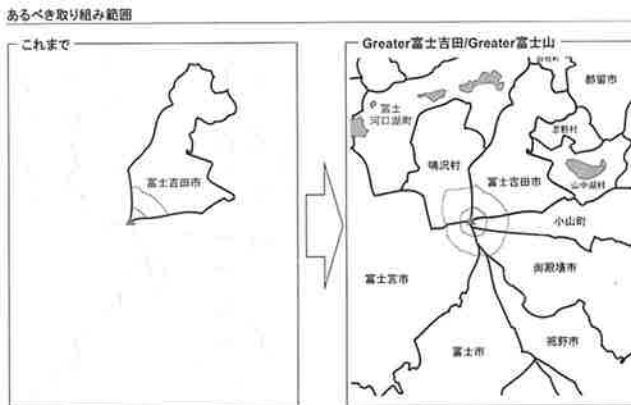 あるべき取り組み範囲
これまで
富士吉田市
Greater富士吉田/Greater富士山
都留市
富士
河口湖町
忍野村
鳴沢村
富士吉田市
山中湖村
小山町
御殿場市
富士宮市
裾野市
富士市